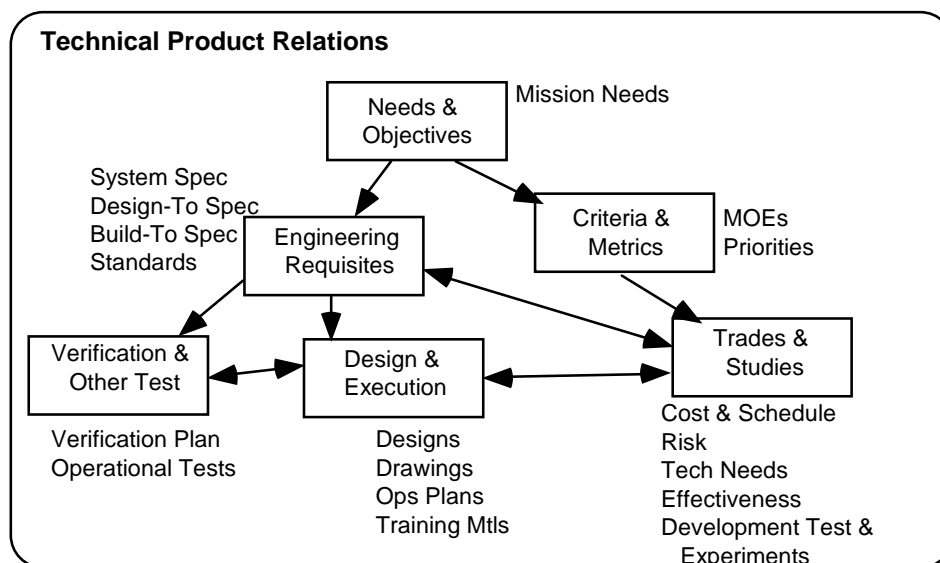 Technical Product Relations
Needs &
Objectives
Mission Needs
System Spec
Design-To Spec
Build-To Spec
Standards
Engineering
Requisites
Criteria &
Metrics
MOEs
Priorities
Verification &
Other Test
Design &
Execution
Trades &
Studies
Verification Plan
Operational Tests
Designs
Drawings
Ops Plans
Training Mtls
Cost & Schedule
Risk
Tech Needs
Effectiveness
Development Test &
Experiments